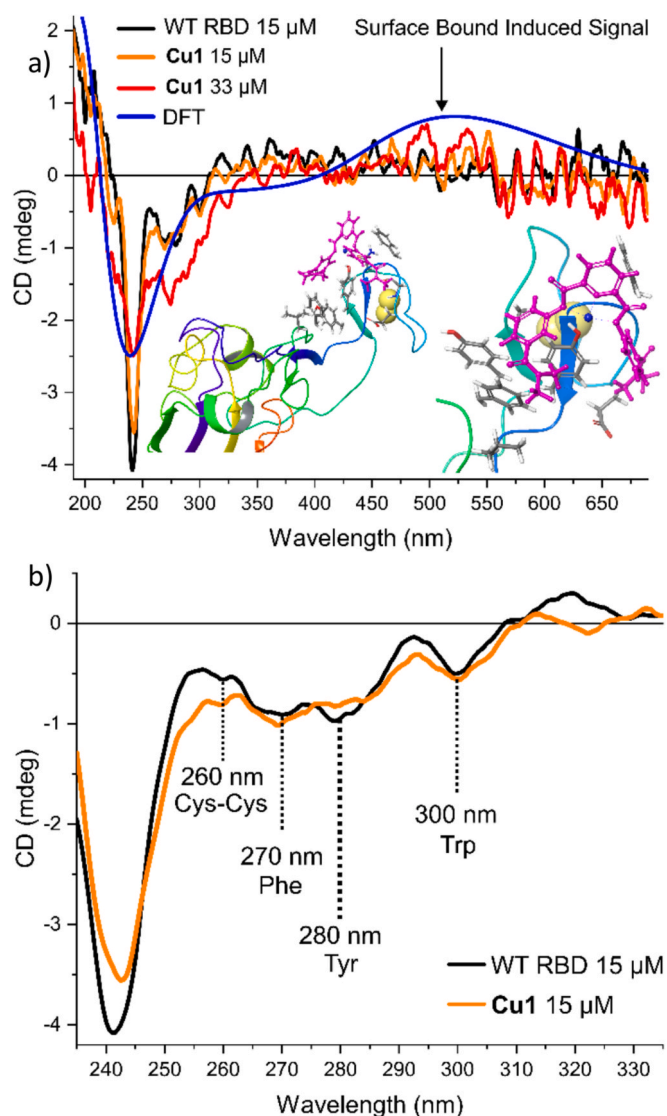 a)
WT RBD 15 µM
Cu1 15 µM
Cu1 33 µM
DFT
Surface Bound Induced Signal
2
1
0
-1
-2
-3
-4
CD (mdeg)
200 250 300 350 400 450 500 550 600 650
Wavelength (nm)
b)
0
-1
-2
-3
-4
CD (mdeg)
260 nm
Cys-Cys
270 nm
Phe
280 nm
Tyr
300 nm
Trp
WT RBD 15 µM
Cu1 15 µM
240 250 260 270 280 290 300 310 320 330
Wavelength (nm)